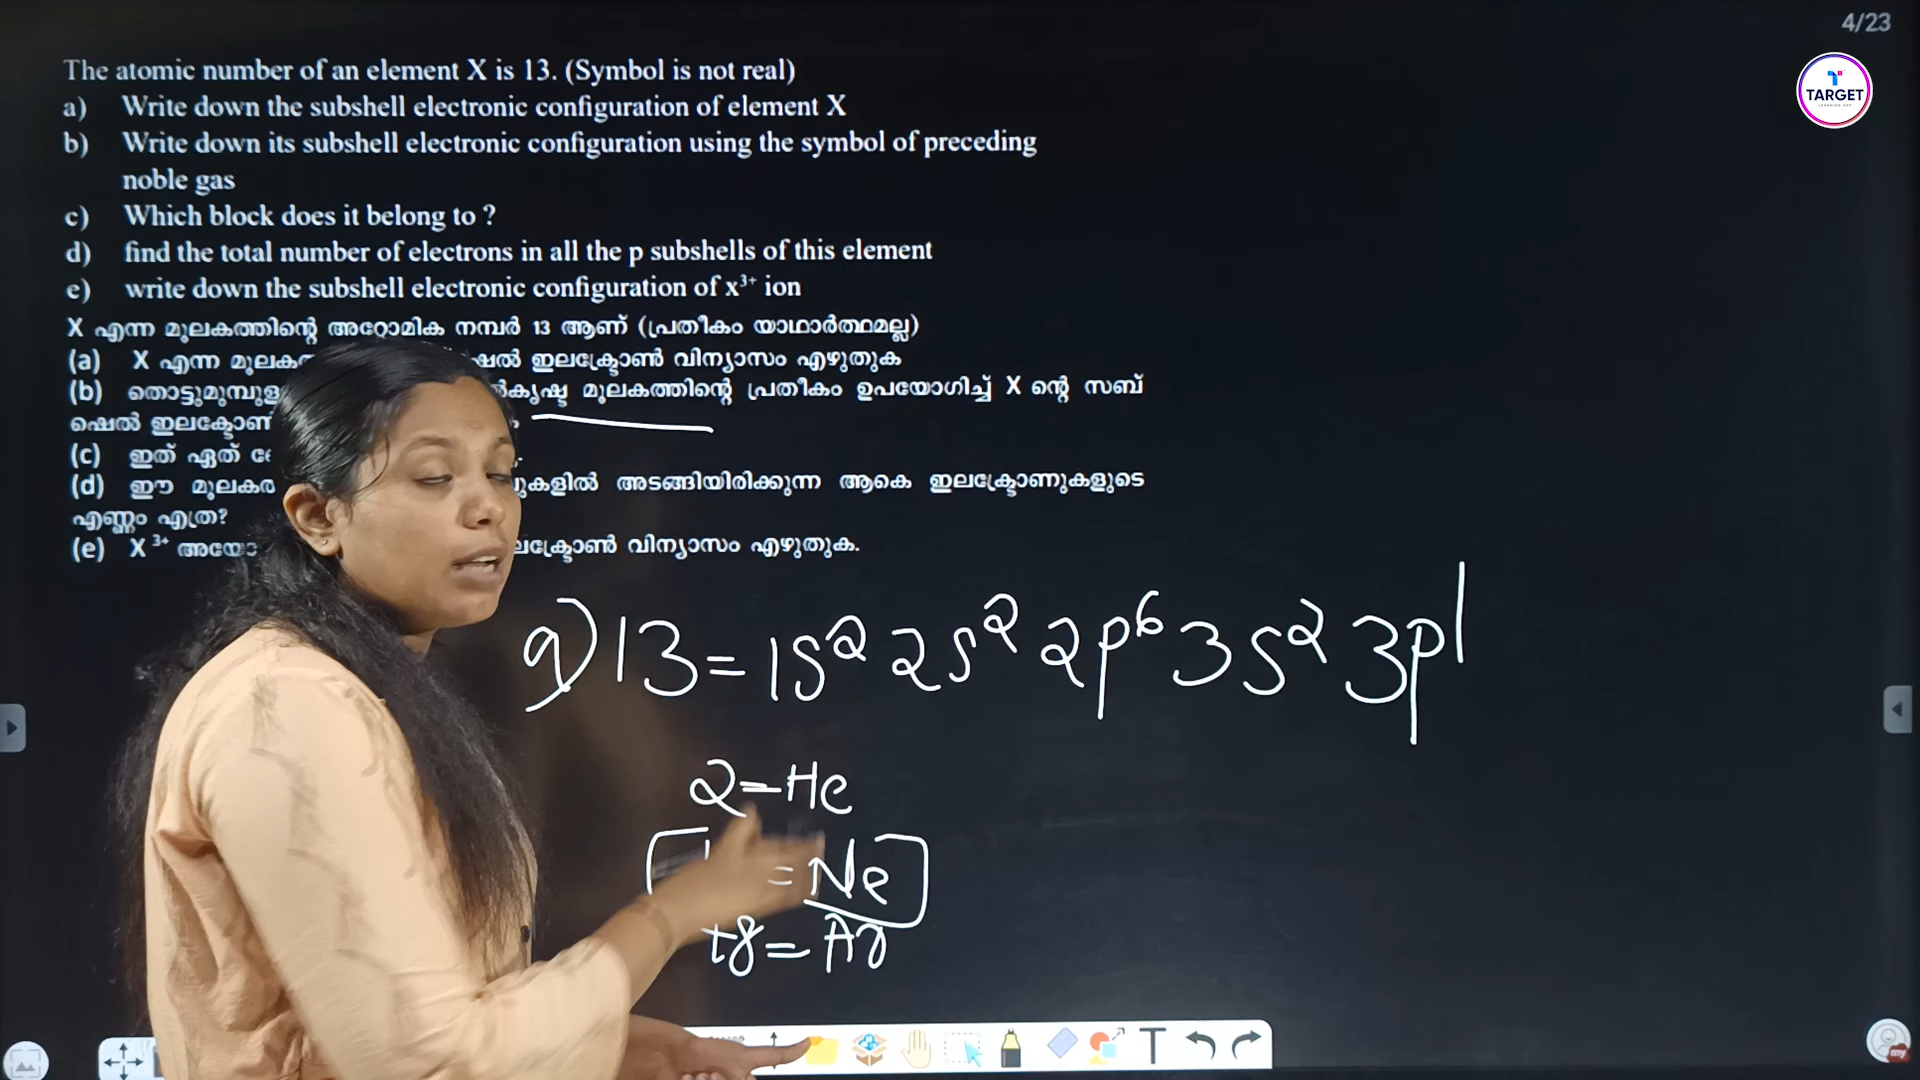 4/23
TARGET
The atomic number of an element X is 13. (Symbol is not real)
a) Write down the subshell electronic configuration of element X
b) Write down its subshell electronic configuration using the symbol of preceding
noble gas
c) Which block does it belong to ?
d) find the total number of electrons in all the p subshells of this element
e) write down the subshell electronic configuration of x³⁺ ion
X എന്ന മൂലകത്തിന്റെ അറ്റോമിക നമ്പർ 13 ആണ് (പ്രതീകം യാഥാർത്ഥമല്ല)
(a) X എന്ന ഇലക്ട്രോൺ വിന്യാസം എഴുതുക
(b) മൂലകത്തിന്റെ പ്രതീകം ഉപയോഗിച്ച് X ന്റെ സബ്
ഷെൽ
(c) ഇത് ഏത്
(d) ഈ അടങ്ങിയിരിക്കുന്ന ആകെ ഇലക്ട്രോണുകളുടെ
എണ്ണം എത്ര?
(e) X ³⁺ വിന്യാസം എഴുതുക.
a) 13 = 1s² 2s² 2p⁶ 3s² 3p¹
2 = He
= Ne
18 = Ar
T